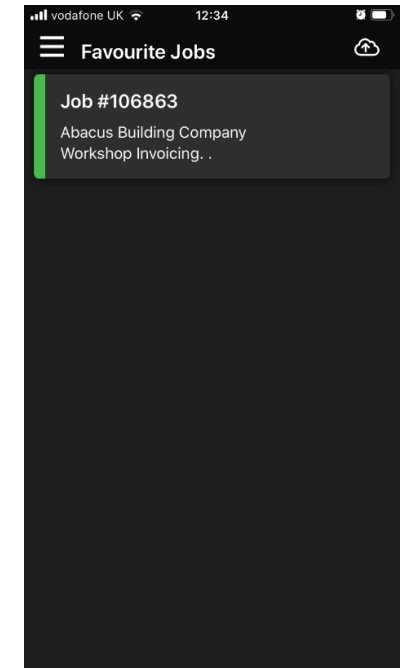 vodafone UK 12:34
Favourite Jobs
Job #106863
Abacus Building Company
Workshop Invoicing. .